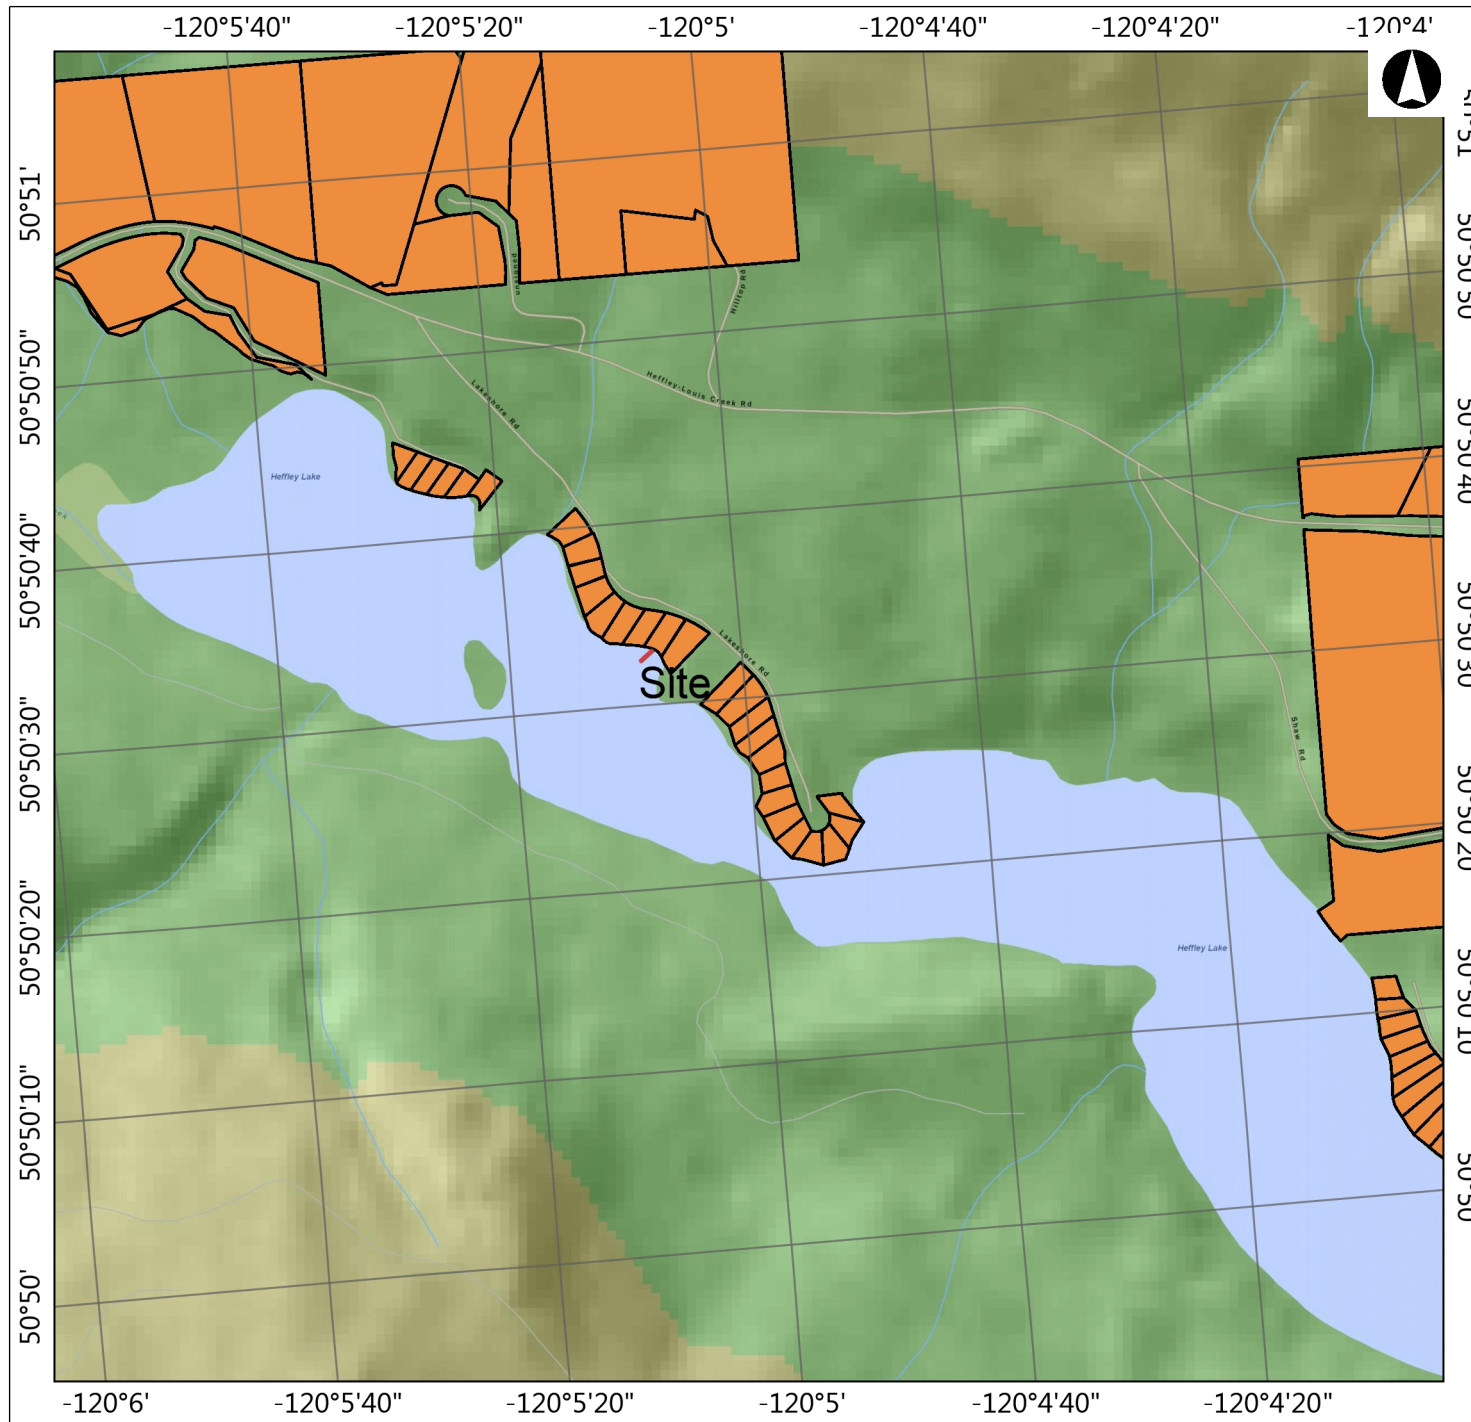 -120°5'40" -120°5'20" -120°5' -120°4'40" -120°4'20" -120°4'
50°51'
50°50'50"
50°50'40"
50°50'30"
50°50'20"
50°50'10"
50°50'
unsigned
Hilltop Rd
Heffley-Louis Creek Rd
Lakeshore Rd
Heffley Lake
Lakeshore Rd
Site
Shaw Rd
Heffley Lake
-120°6' -120°5'40" -120°5'20" -120°5' -120°4'40" -120°4'20"